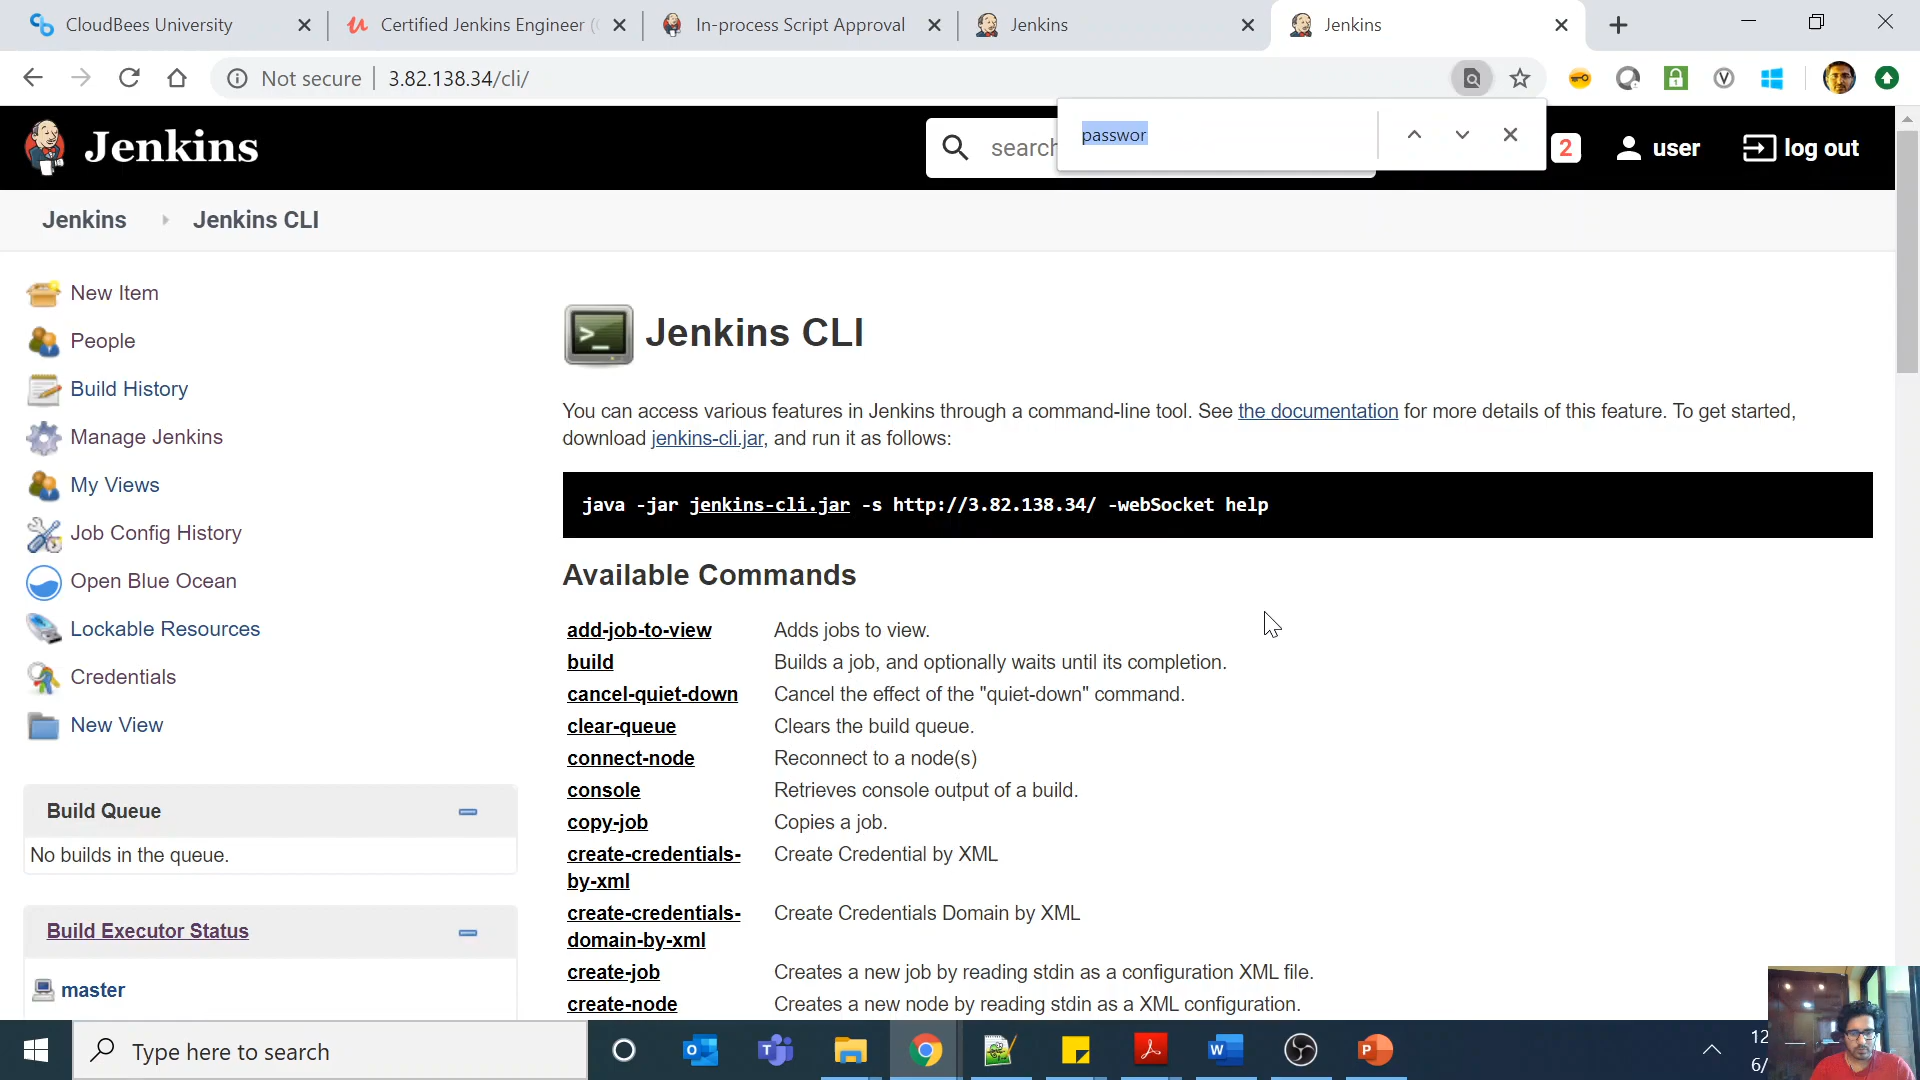 CloudBees University
Certified Jenkins Engineer (
In-process Script Approval
Jenkins
Jenkins
Not secure
3.82.138.34/cli/
Jenkins
search
passwor
2
user
log out
Jenkins
Jenkins CLI
New Item
People
Build History
Manage Jenkins
My Views
Job Config History
Open Blue Ocean
Lockable Resources
Credentials
New View
Build Queue
No builds in the queue.
Build Executor Status
master
Jenkins CLI
You can access various features in Jenkins through a command-line tool. See the documentation for more details of this feature. To get started,
download jenkins-cli.jar, and run it as follows:
java -jar jenkins-cli.jar -s http://3.82.138.34/ -webSocket help
Available Commands
add-job-to-view Adds jobs to view.
build Builds a job, and optionally waits until its completion.
cancel-quiet-down Cancel the effect of the "quiet-down" command.
clear-queue Clears the build queue.
connect-node Reconnect to a node(s)
console Retrieves console output of a build.
copy-job Copies a job.
create-credentials- Create Credential by XML
by-xml
create-credentials- Create Credentials Domain by XML
domain-by-xml
create-job Creates a new job by reading stdin as a configuration XML file.
create-node Creates a new node by reading stdin as a XML configuration.
Type here to search
12
6/